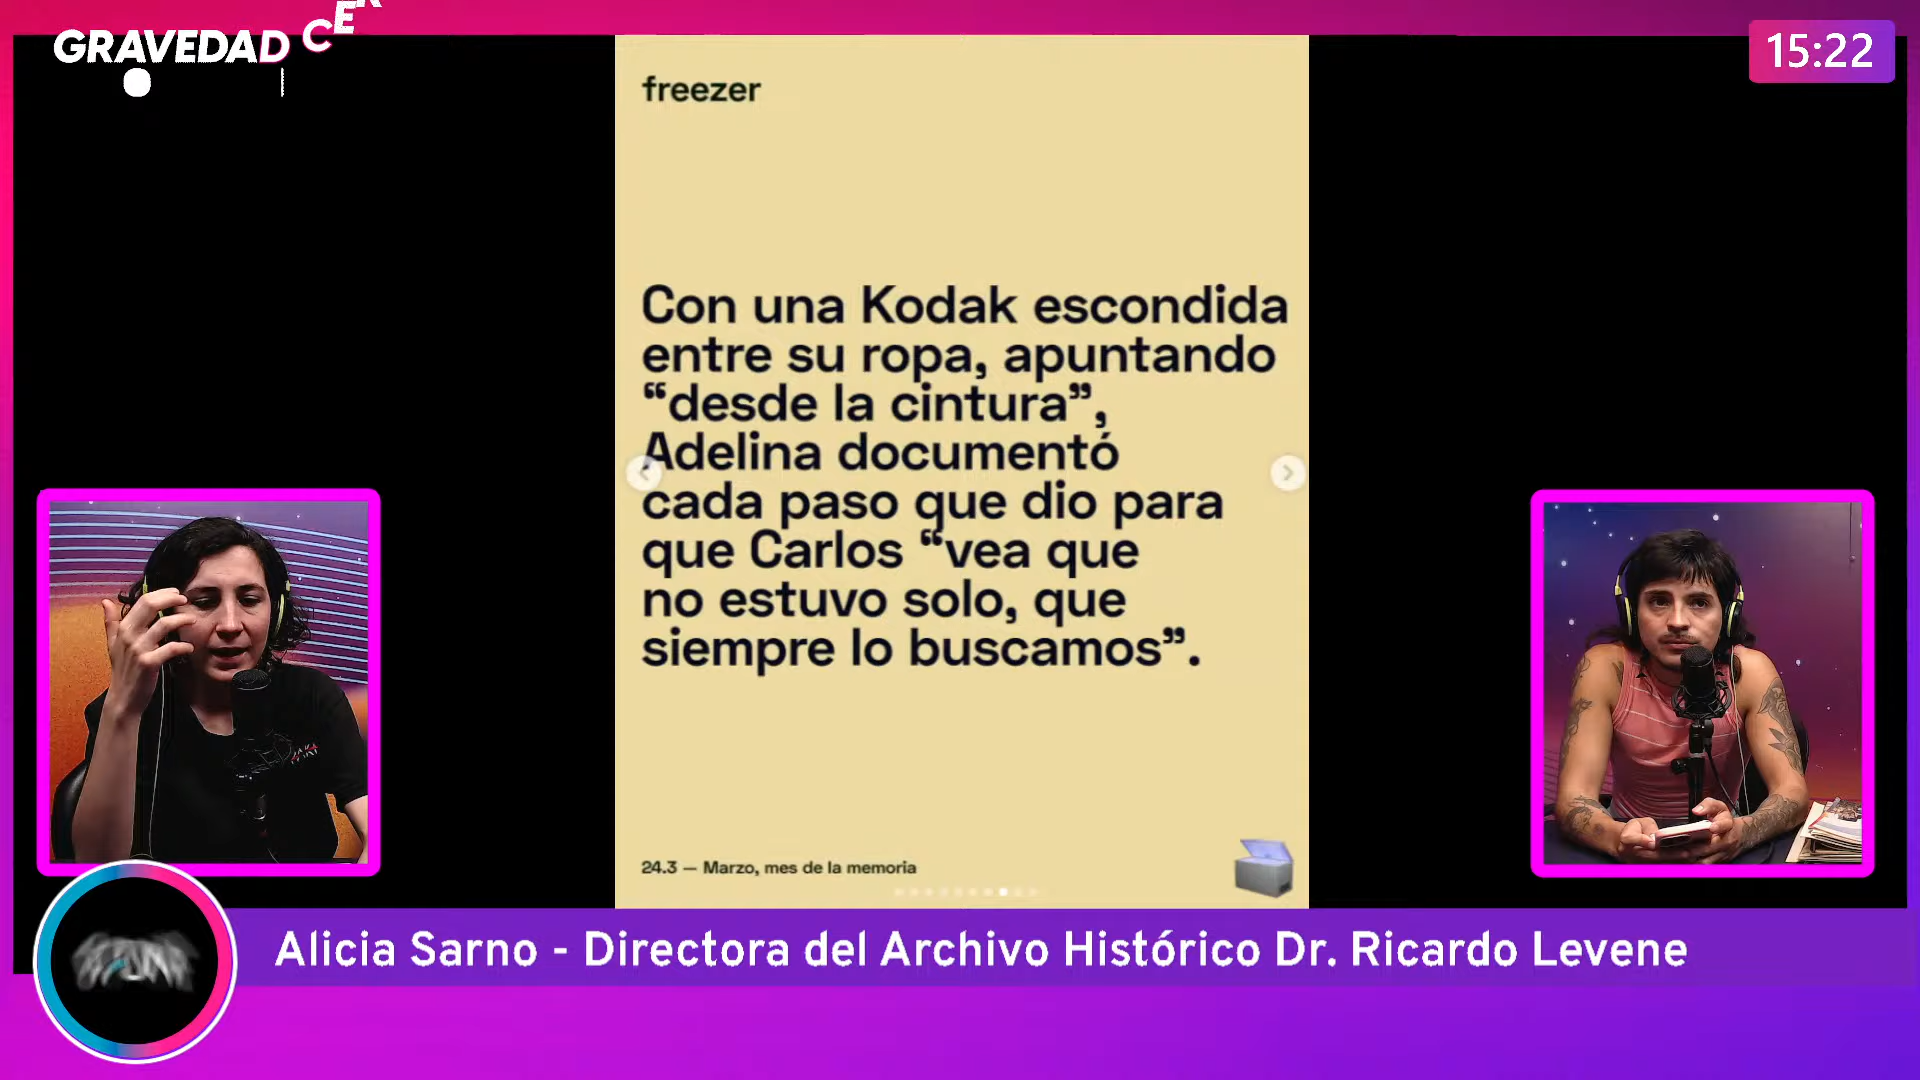 GRAVEDAD CER
15:22
freezer
Con una Kodak escondida
entre su ropa, apuntando
“desde la cintura”,
Adelina documentó
cada paso que dio para
que Carlos “vea que
no estuvo solo, que
siempre lo buscamos”.
24.3 — Marzo, mes de la memoria
Alicia Sarno - Directora del Archivo Histórico Dr. Ricardo Levene